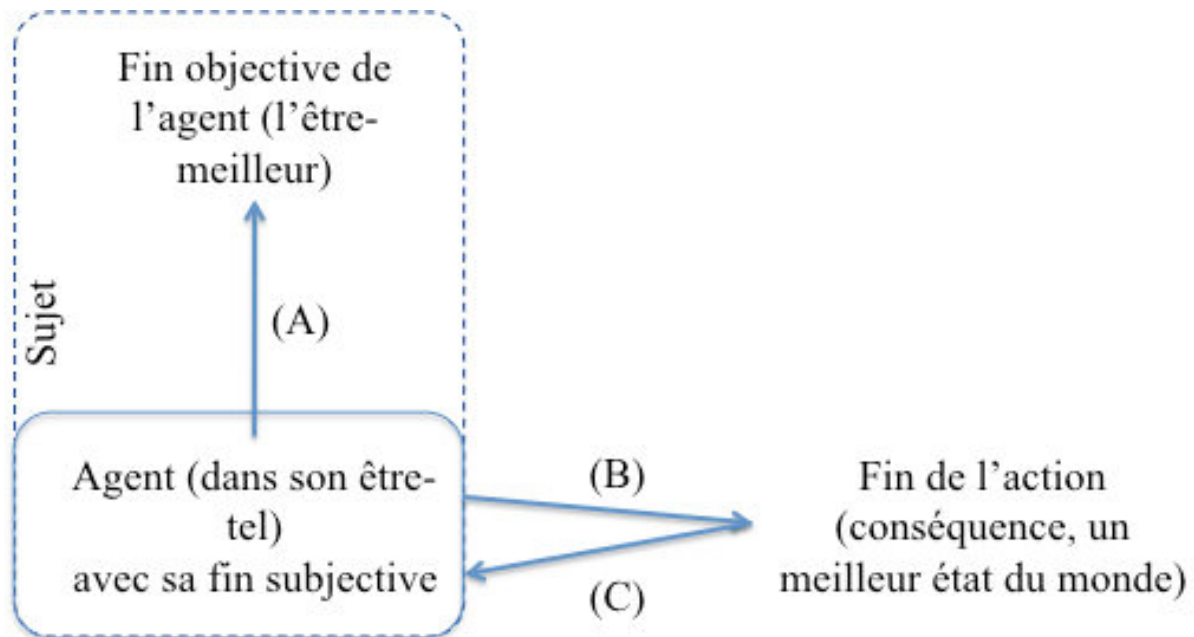 Fin objective de
l’agent (l’être-
meilleur)
Sujet
(A)
Agent (dans son être-
tel)
avec sa fin subjective
(B)
(C)
Fin de l’action
(conséquence, un
meilleur état du monde)